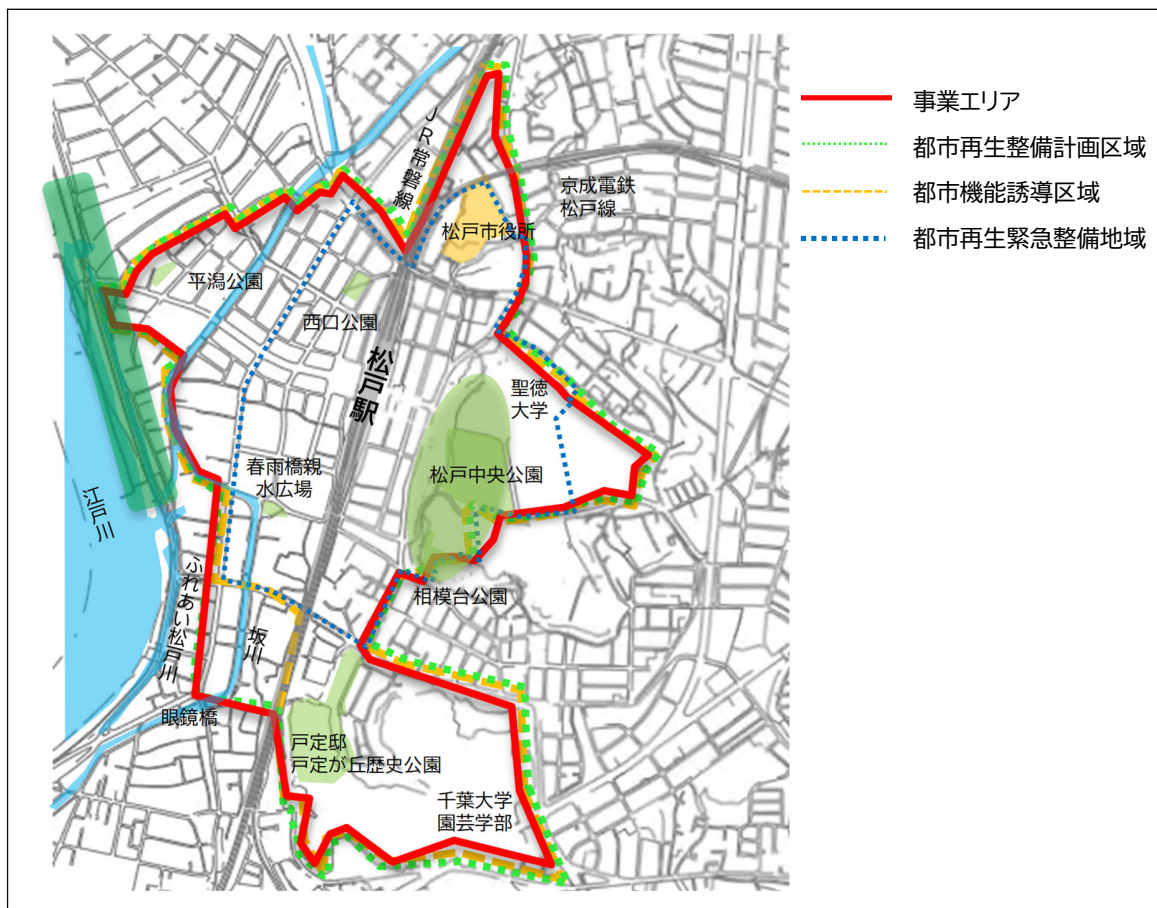 事業エリア
都市再生整備計画区域
都市機能誘導区域
都市再生緊急整備地域
JR常磐線
京成電鉄
松戸線
松戸市役所
平潟公園
西口公園
松戸駅
聖徳
大学
春雨橋親
水広場
松戸中央公園
江戸川
ふれあい松戸川
坂川
相模台公園
眼鏡橋
戸定邸
戸定が丘歴史公園
千葉大学
園芸学部